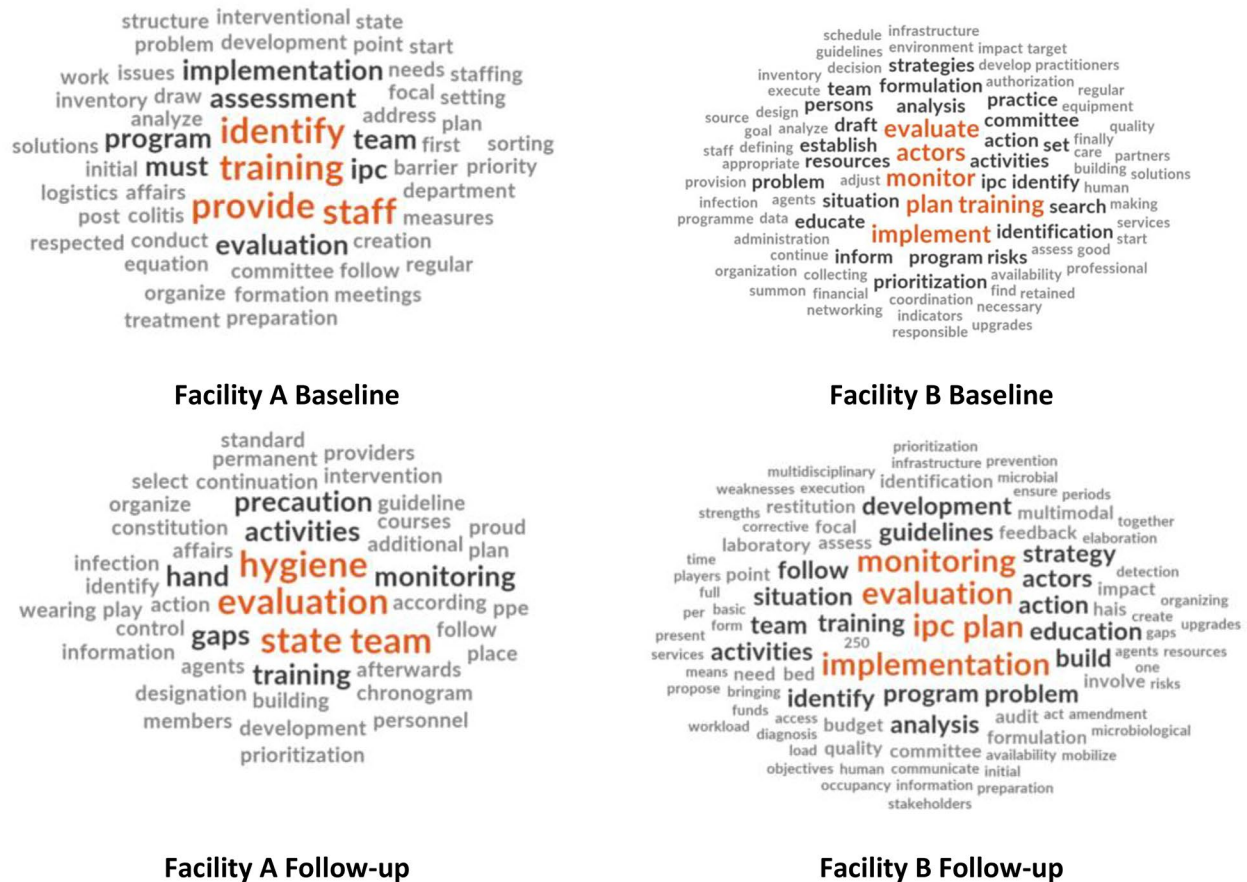 structure interventional state
problem development point start
work issues implementation needs staffing
inventory draw assessment focal setting
analyze identify address plan
solutions program team first sorting
initial must training ipc barrier priority
logistics affairs department
post colitis provide staff measures
respected conduct evaluation creation
equation committee follow regular
organize formation meetings
treatment preparation
Facility A Baseline
schedule infrastructure
guidelines environment impact target
decision strategies develop practitioners
inventory
execute team formulation authorization regular
persons analysis practice equipment
source design
goal analyze draft evaluate committee quality
staff defining establish actors action set finally
appropriate resources activities care partners
building solutions
provision problem adjust monitor ipc identify human
infection agents situation plan training search making
programme data educate services
administration implement identification start
continue inform program risks assess good
organization collecting prioritization availability professional
summon financial coordination find retained
networking indicators necessary
responsible upgrades
Facility B Baseline
standard
permanent providers
select continuation intervention
organize precaution guideline
constitution activities courses proud
affairs additional plan
infection hygiene
identify hand monitoring
wearing play action evaluation according ppe
control gaps state team follow
information place
agents training afterwards
designation building chronogram
members development personnel
prioritization
Facility A Follow-up
prioritization
infrastructure prevention
multidisciplinary identification microbial
weaknesses execution ensure periods
strengths restitution development multimodal
corrective focal guidelines feedback together
laboratory assess elaboration
time monitoring strategy
players point follow actors detection
full situation evaluation impact
per basic action hais organizing
form team training ipc plan education create
present 250 gaps upgrades
services activities implementation build agents resources
means need bed one
propose bringing identify program problem involve risks
funds access audit act amendment
workload diagnosis budget analysis formulation microbiological
load quality committee availability mobilize
objectives human communicate initial
occupancy information preparation
stakeholders
Facility B Follow-up